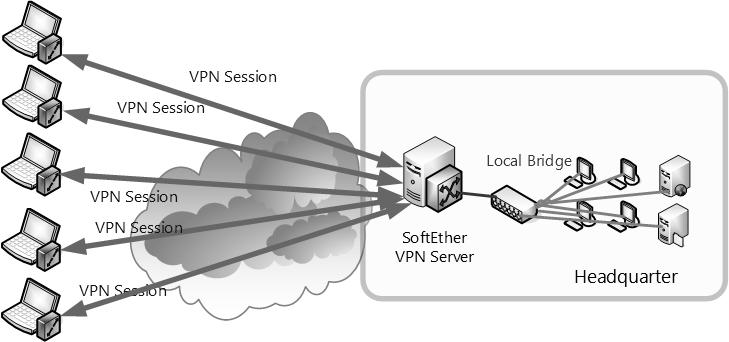 VPN Session
VPN Session
Local Bridge
VPN Session
VPN Session
SoftEther
VPN Server
Headquarter
VPN Session